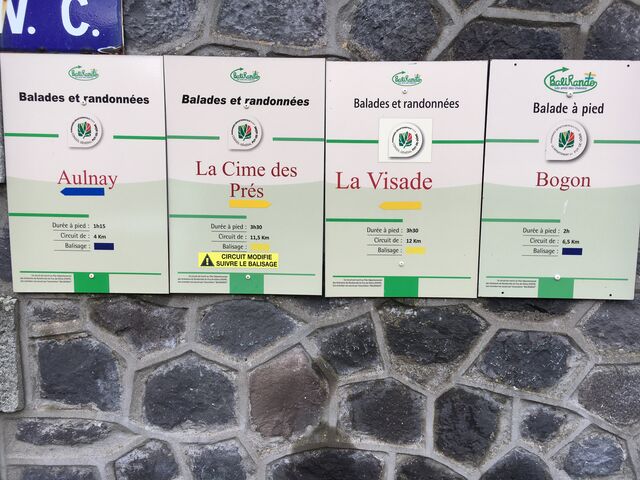 W. C.
BaliRando
Balades et randonnées
Aulnay
Durée à pied : 1h15
Circuit de : 4 Km
Balisage :
BaliRando
Balades et randonnées
La Cime des
Prés
Durée à pied : 3h30
Circuit de : 11,5 Km
Balisage :
CIRCUIT MODIFIE
SUIVRE LE BALISAGE
BaliRando
Balades et randonnées
La Visade
Durée à pied : 3h30
Circuit de : 12 Km
Balisage :
BaliRando
Balade à pied
Bogon
Durée à pied : 2h
Circuit de : 6,5 Km
Balisage :